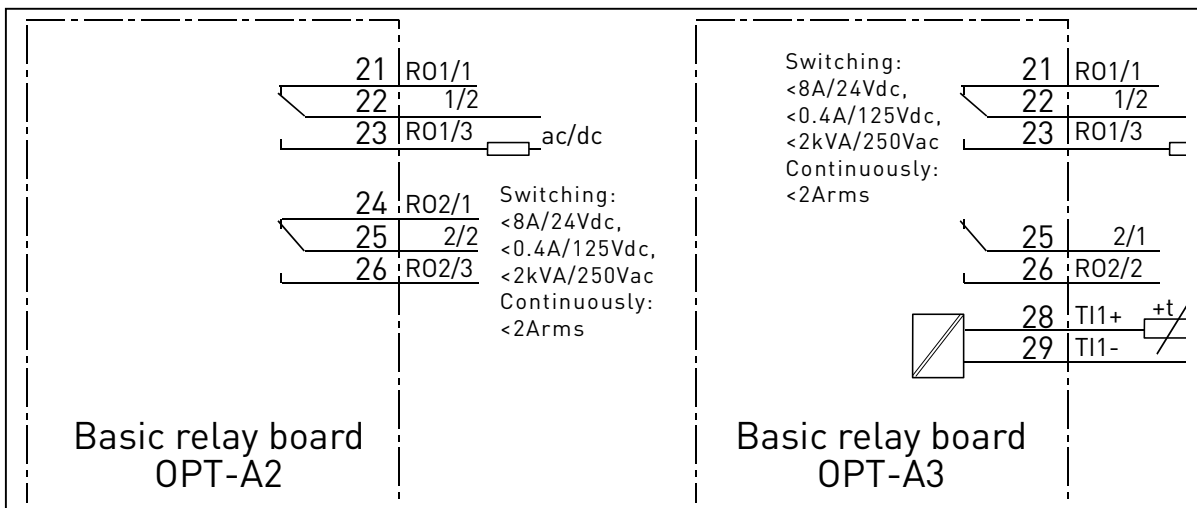 21 RO1/1
22 1/2
23 RO1/3 ac/dc
24 RO2/1
25 2/2
26 RO2/3
Switching:
<8A/24Vdc,
<0.4A/125Vdc,
<2kVA/250Vac
Continuously:
<2Arms
Basic relay board
OPT-A2
Switching:
<8A/24Vdc,
<0.4A/125Vdc,
<2kVA/250Vac
Continuously:
<2Arms
21 RO1/1
22 1/2
23 RO1/3
25 2/1
26 RO2/2
28 TI1+ +t
29 TI1-
Basic relay board
OPT-A3